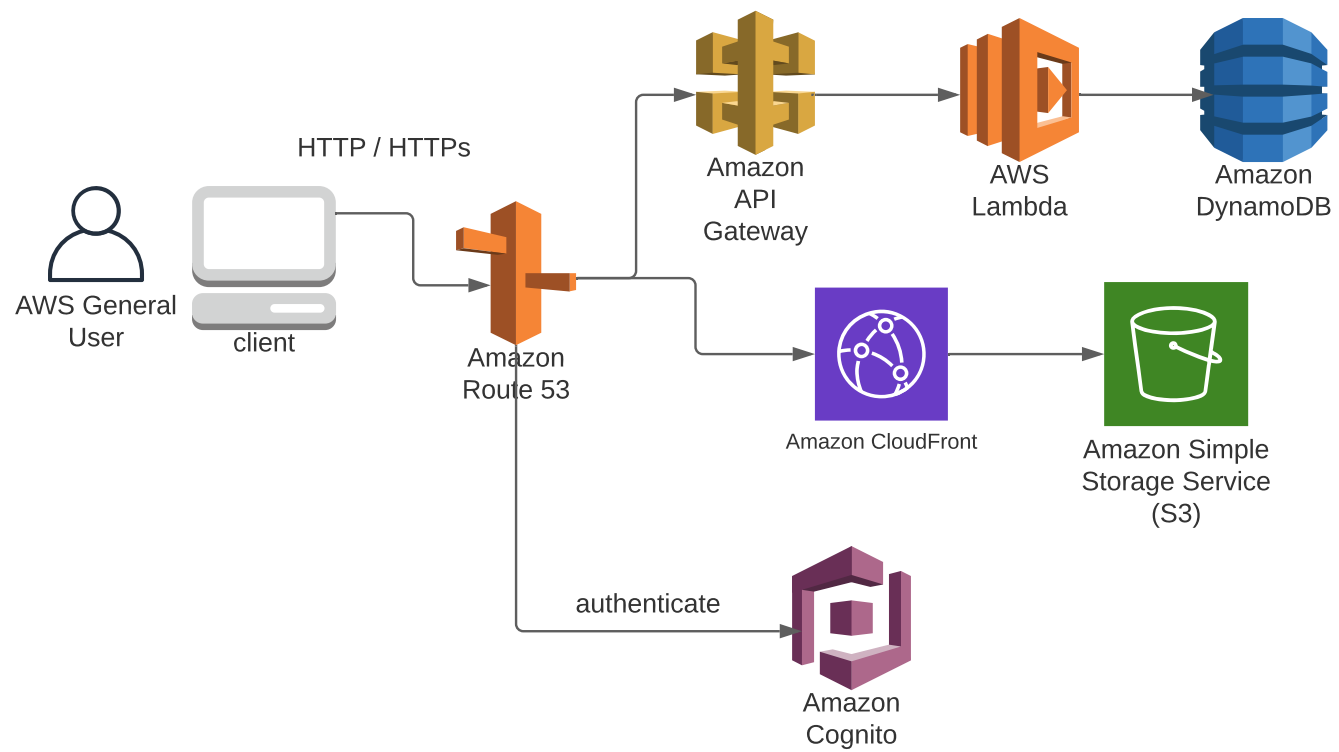 HTTP / HTTPs
AWS General
User
client
Amazon
Route 53
Amazon
API
Gateway
AWS
Lambda
Amazon
DynamoDB
Amazon CloudFront
Amazon Simple
Storage Service
(S3)
authenticate
Amazon
Cognito